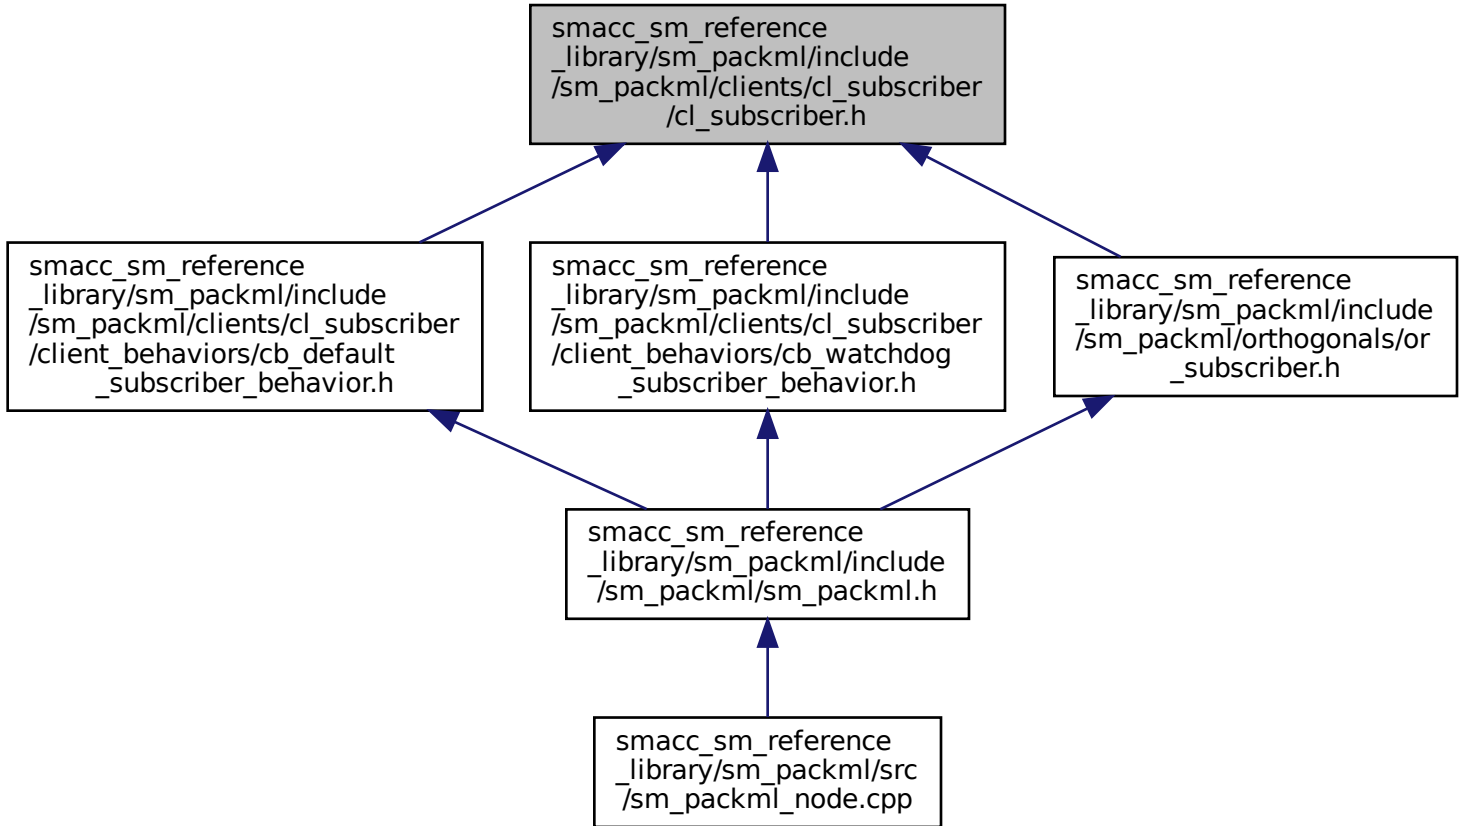 smacc_sm_reference
_library/sm_packml/include
/sm_packml/clients/cl_subscriber
/cl_subscriber.h
smacc_sm_reference
_library/sm_packml/include
/sm_packml/clients/cl_subscriber
/client_behaviors/cb_default
_subscriber_behavior.h
smacc_sm_reference
_library/sm_packml/include
/sm_packml/clients/cl_subscriber
/client_behaviors/cb_watchdog
_subscriber_behavior.h
smacc_sm_reference
_library/sm_packml/include
/sm_packml/orthogonals/or
_subscriber.h
smacc_sm_reference
_library/sm_packml/include
/sm_packml/sm_packml.h
smacc_sm_reference
_library/sm_packml/src
/sm_packml_node.cpp